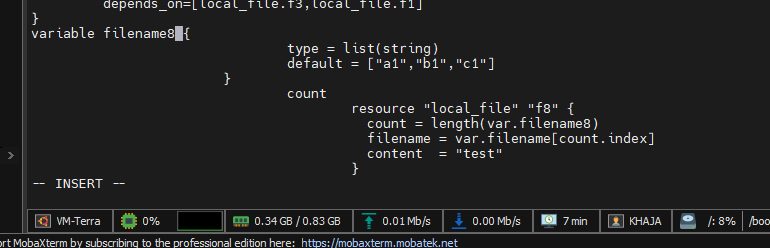 depends_on=[local_file.f3,local_file.f1]
}
variable filename8 {
type = list(string)
default = ["a1","b1","c1"]
}
count
resource "local_file" "f8" {
count = length(var.filename8)
filename = var.filename[count.index]
content  = "test"
}
-- INSERT --
VM-Terra 0% 0.34 GB / 0.83 GB 0.01 Mb/s 0.00 Mb/s 7 min KHAJA /: 8% /boo
ort MobaXterm by subscribing to the professional edition here: https://mobaxterm.mobatek.net